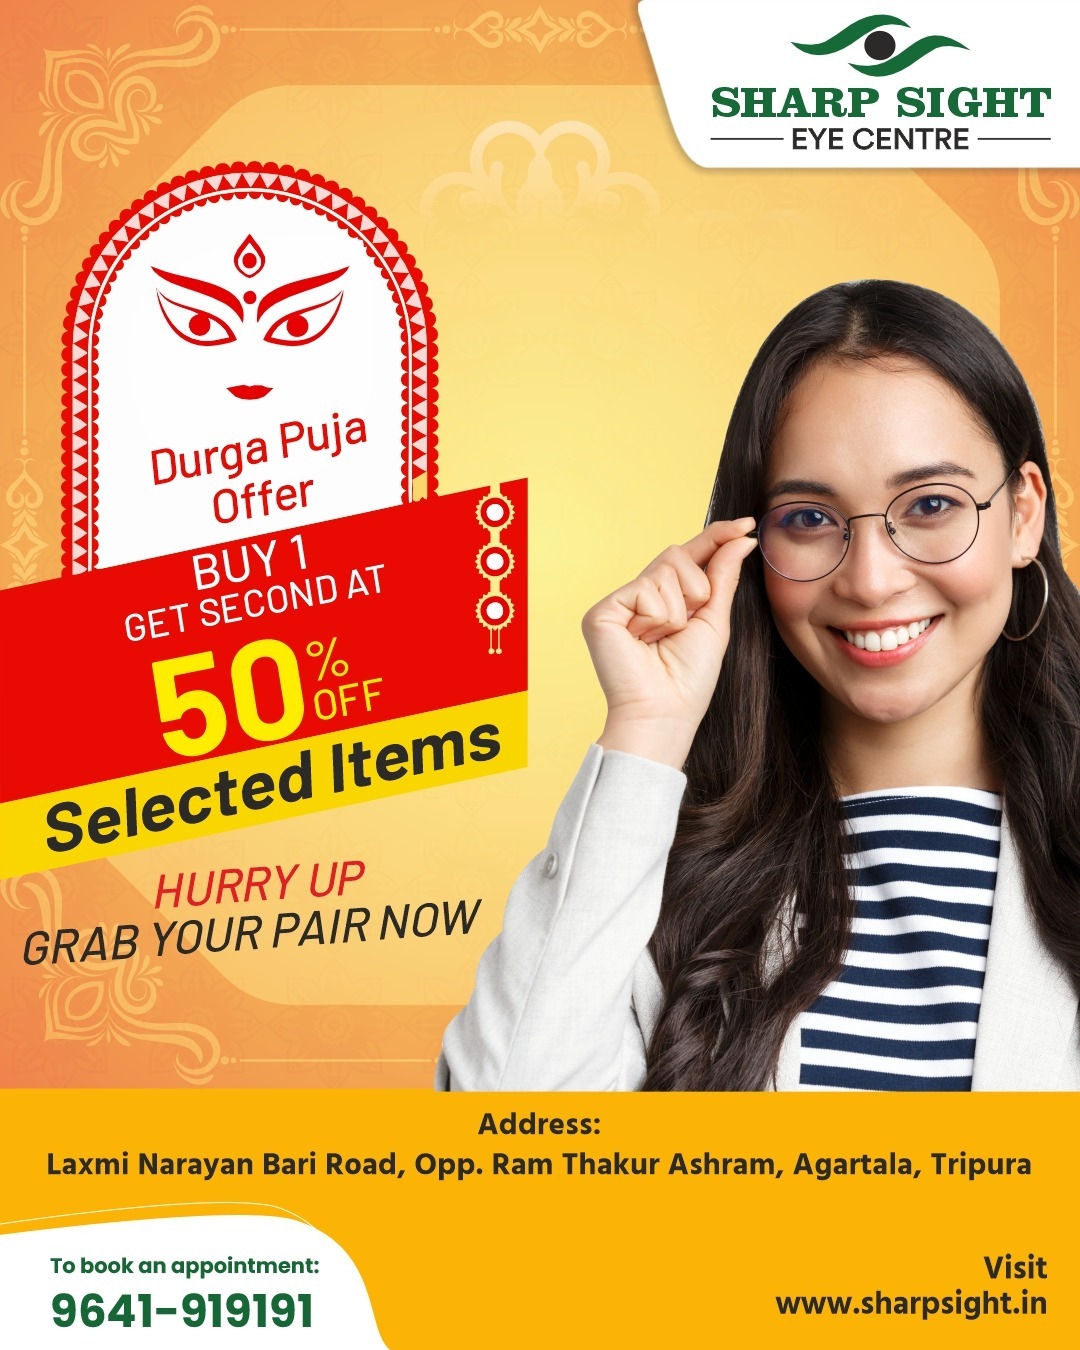 SHARP SIGHT
EYE CENTRE
Durga Puja
Offer
BUY 1
GET SECOND AT
50%
OFF
Selected Items
HURRY UP
GRAB YOUR PAIR NOW
Address:
Laxmi Narayan Bari Road, Opp. Ram Thakur Ashram, Agartala, Tripura
To book an appointment:
9641-919191
Visit
www.sharpsight.in